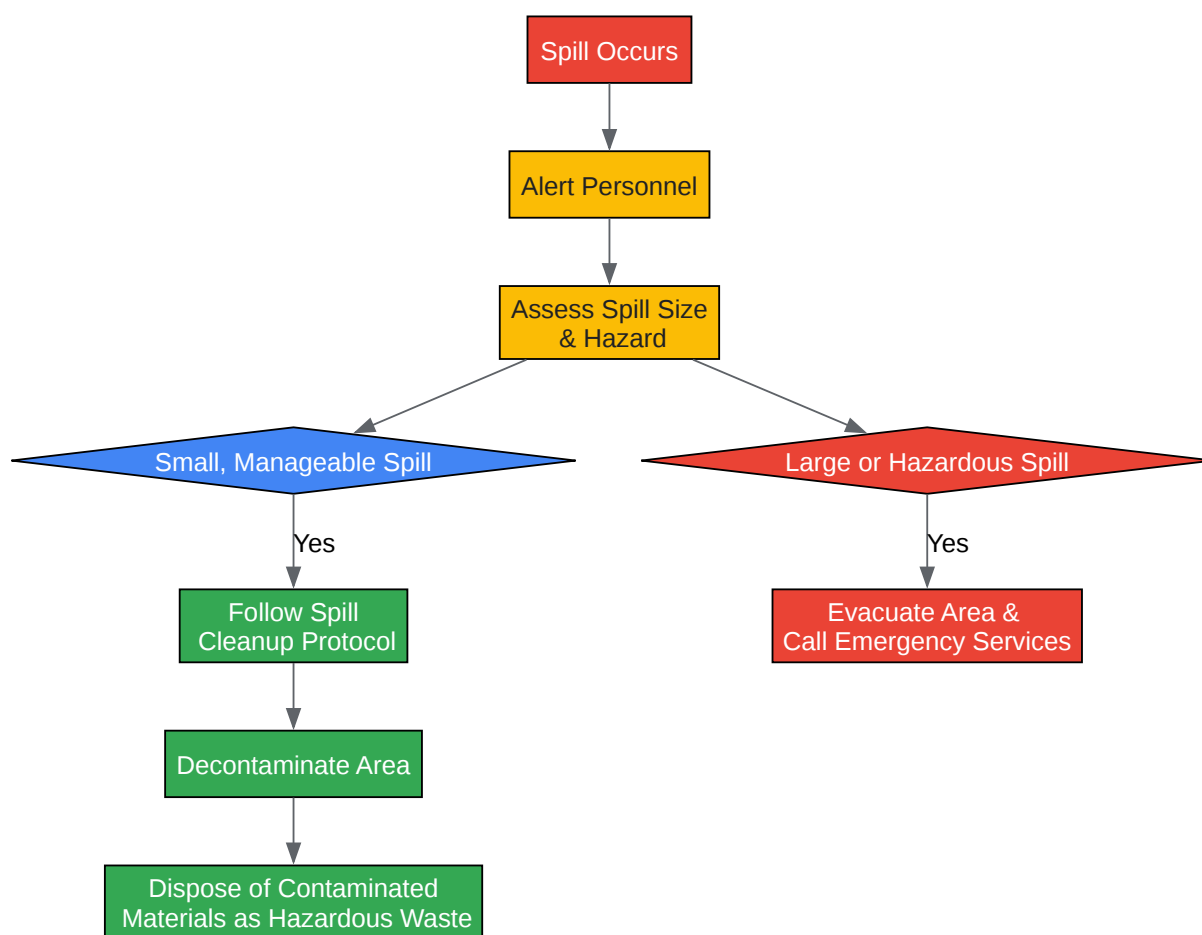 Spill Occurs
Alert Personnel
Assess Spill Size
& Hazard
Small, Manageable Spill
Large or Hazardous Spill
Yes
Yes
Follow Spill
Cleanup Protocol
Evacuate Area &
Call Emergency Services
Decontaminate Area
Dispose of Contaminated
Materials as Hazardous Waste